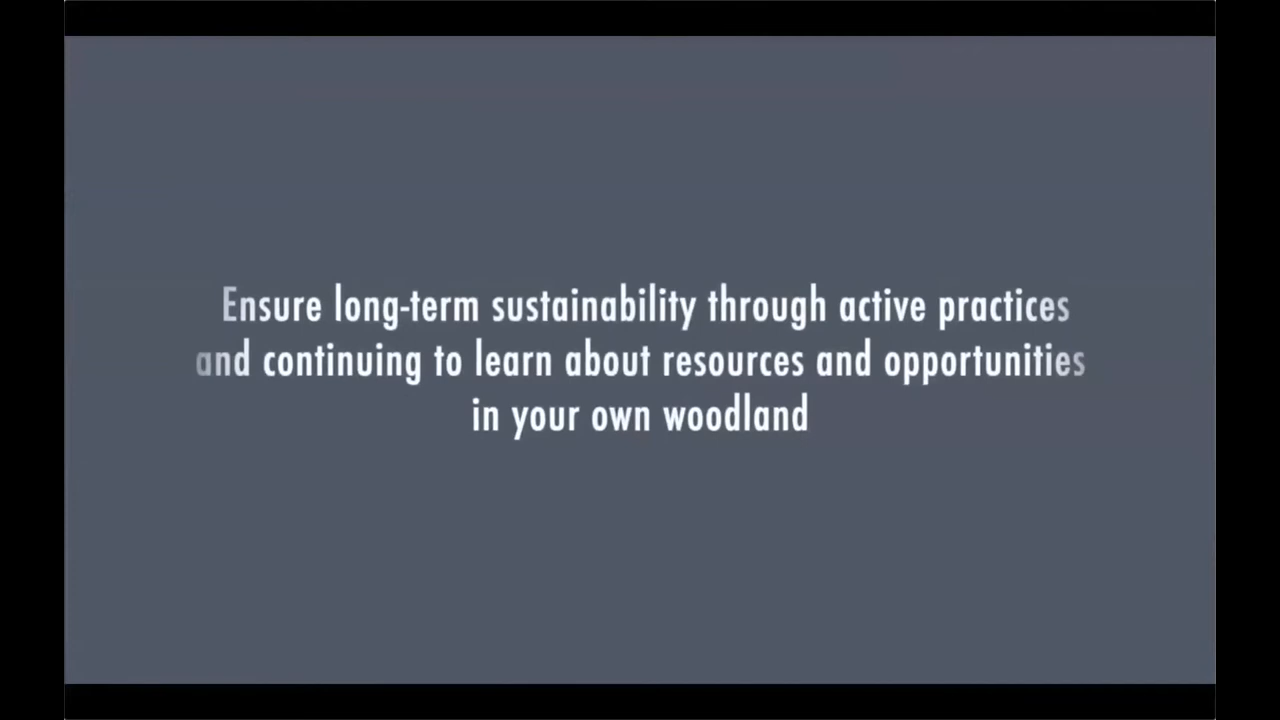 Ensure long-term sustainability through active practices
and continuing to learn about resources and opportunities
in your own woodland